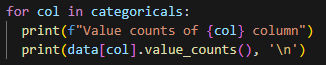 for col in categoricals:
  print(f"Value counts of {col} column")
  print(data[col].value_counts(), '\n')